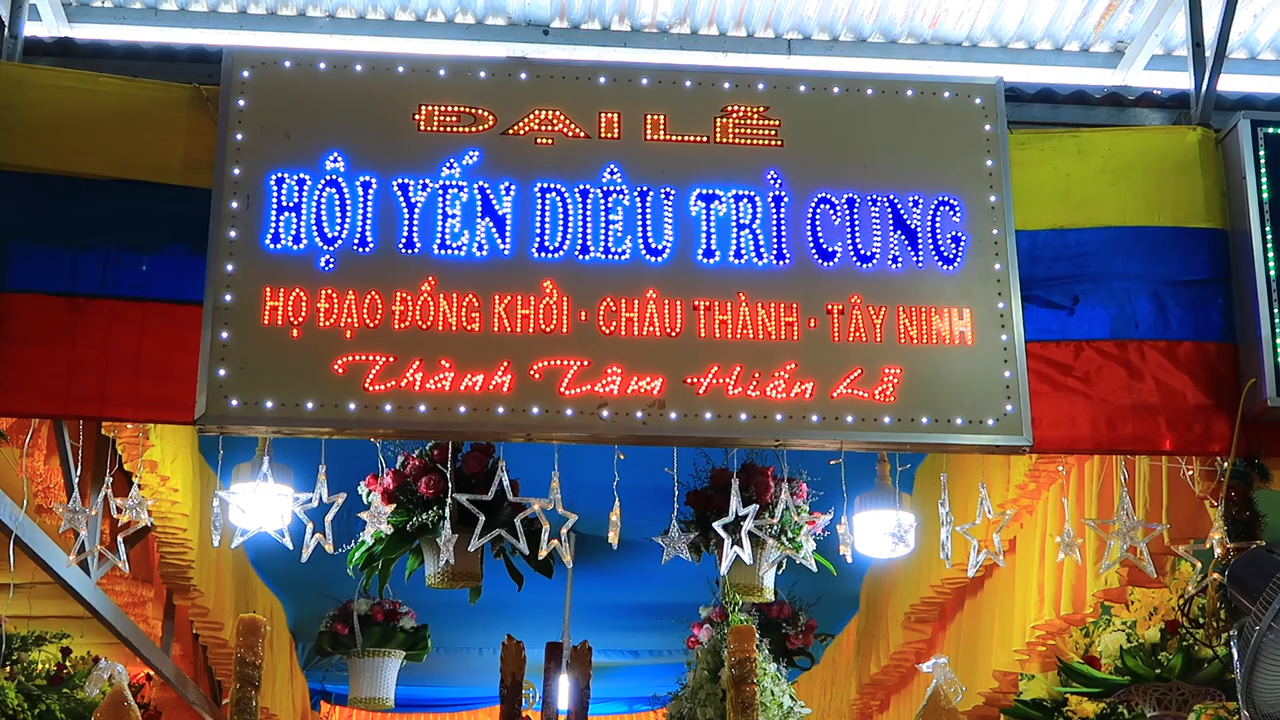 ĐẠI LỄ
HỘI YẾN DIÊU TRÌ CUNG
HỌ ĐẠO ĐỒNG KHỞI · CHÂU THÀNH · TÂY NINH
Thành Tâm Hiến Lễ